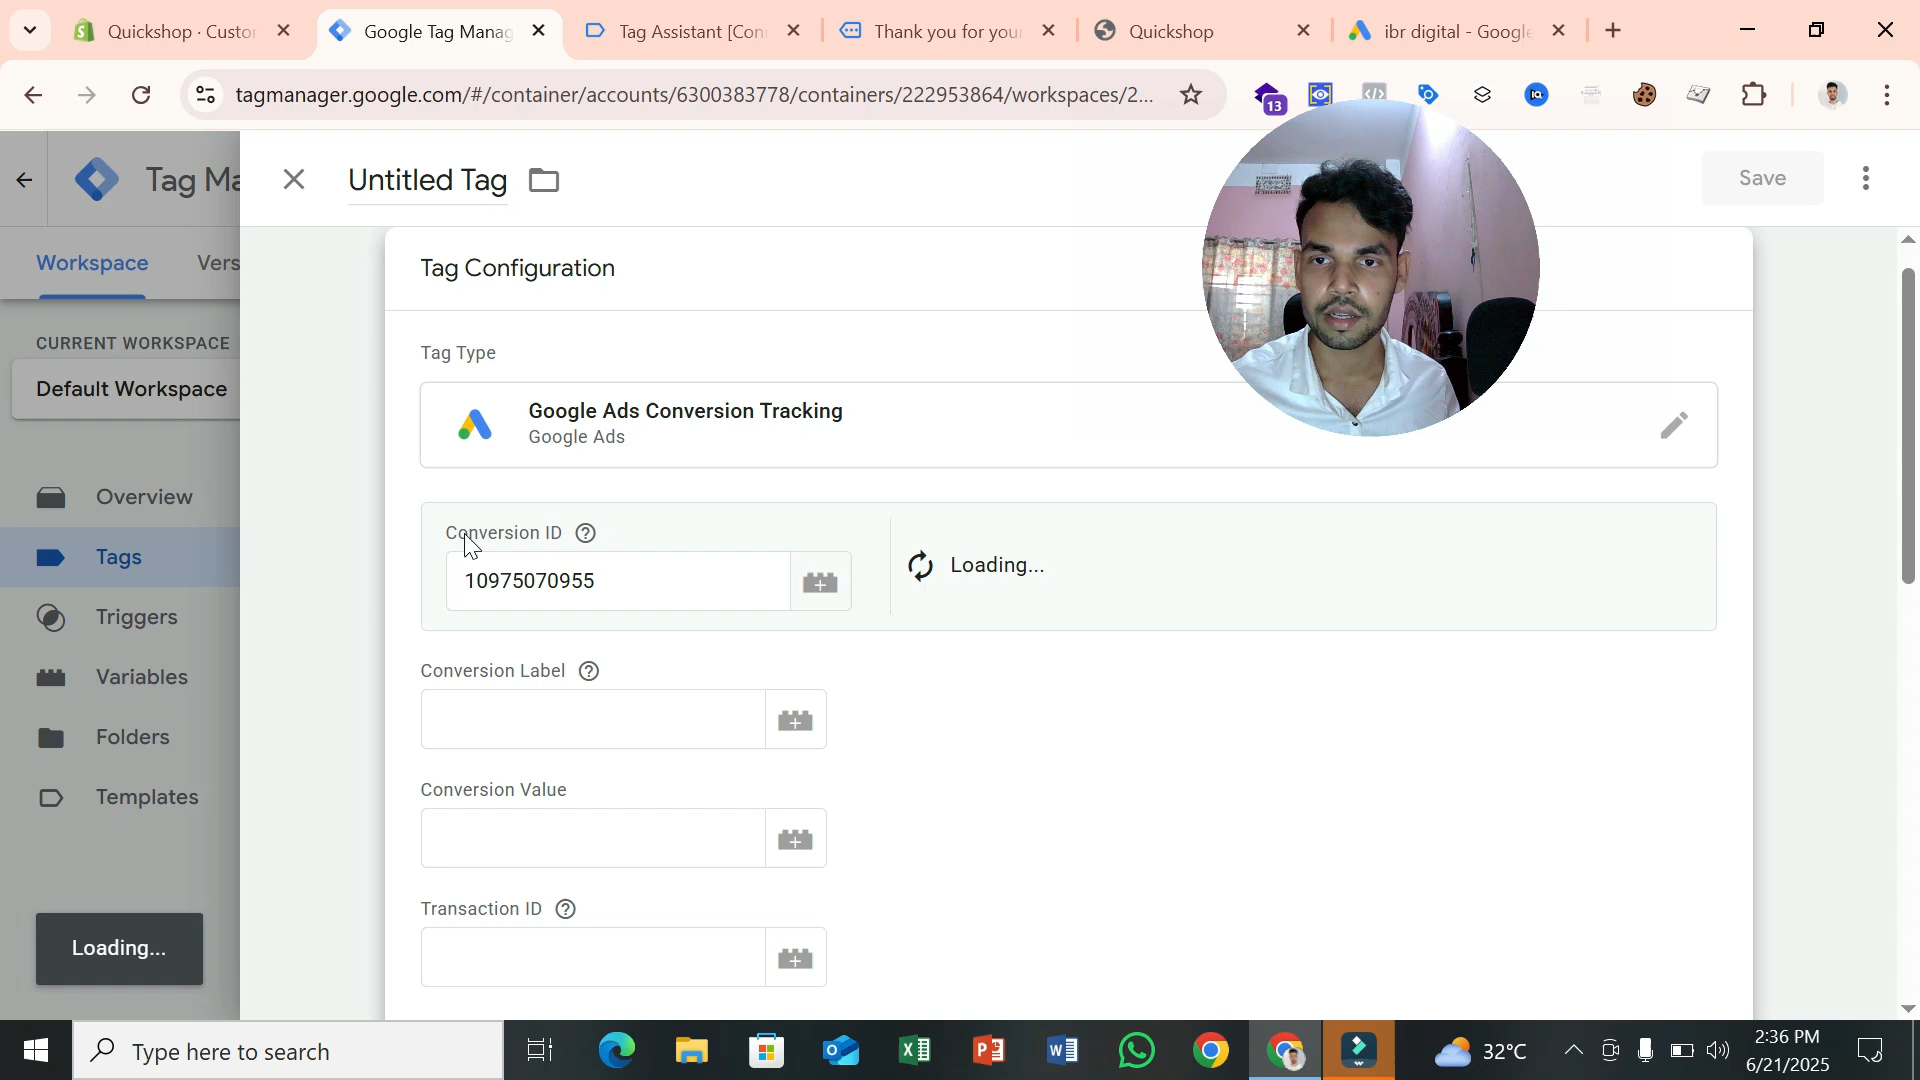 Quickshop · Custor
Google Tag Manag
Tag Assistant [Con
Thank you for your
Quickshop
ibr digital - Google
tagmanager.google.com/#/container/accounts/6300383778/containers/222953864/workspaces/2...
13
Tag Ma
Untitled Tag
Save
Workspace
Vers
Tag Configuration
CURRENT WORKSPACE
Default Workspace
Tag Type
Google Ads Conversion Tracking
Google Ads
Overview
Tags
Triggers
Variables
Folders
Templates
Conversion ID
10975070955
Loading...
Conversion Label
Conversion Value
Transaction ID
Loading...
Type here to search
32°C
2:36 PM
6/21/2025